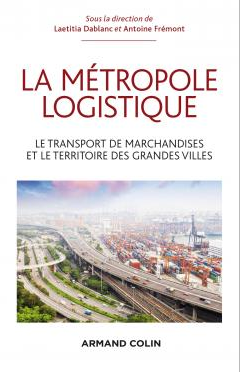 Sous la direction de
Laetitia Dablanc et Antoine Frémont
LA MÉTROPOLE
LOGISTIQUE
LE TRANSPORT DE MARCHANDISES
ET LE TERRITOIRE DES GRANDES VILLES
ARMAND COLIN